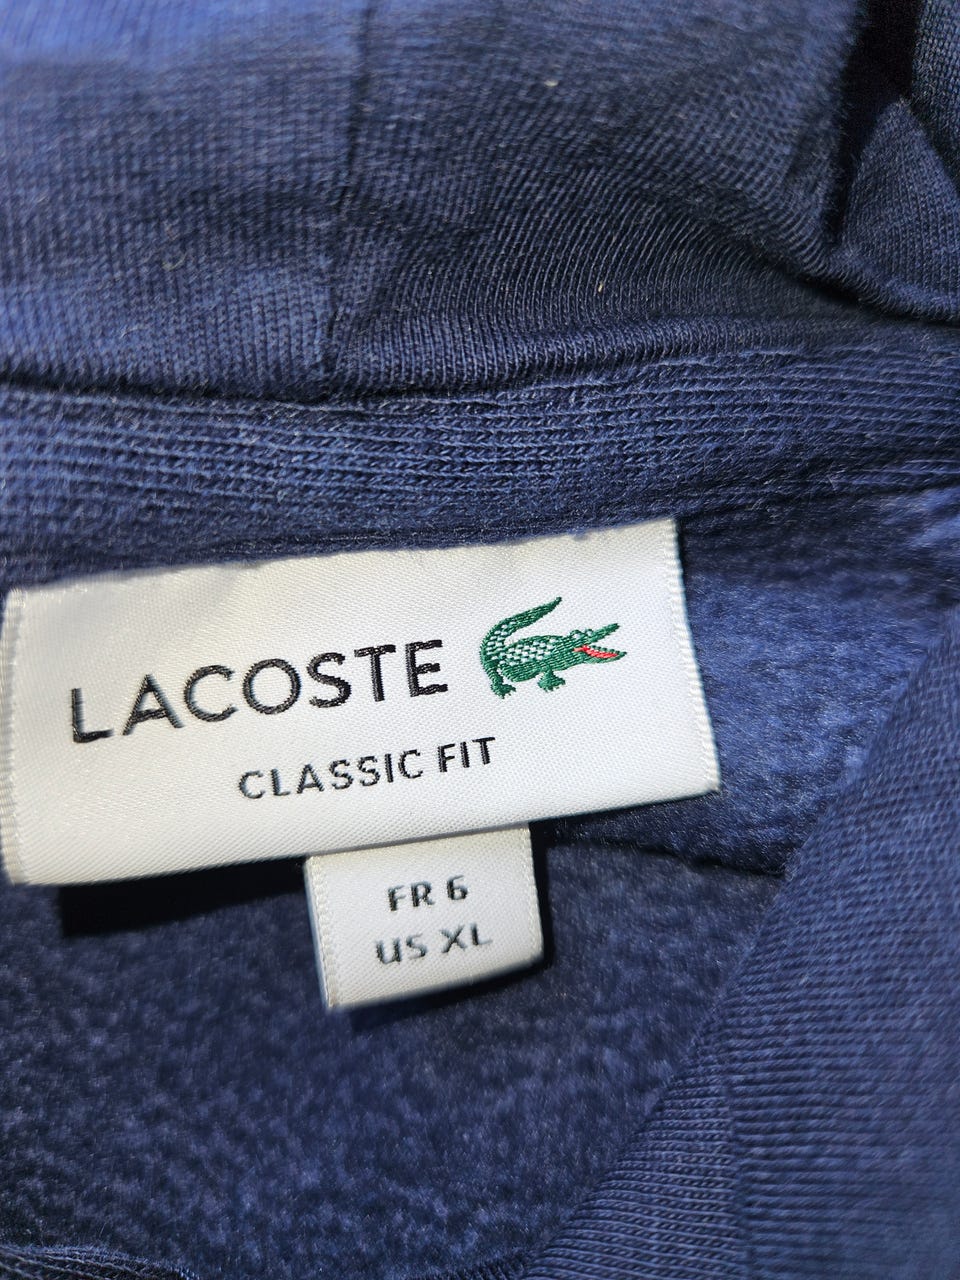 LACOSTE
CLASSIC FIT
FR 6
US XL